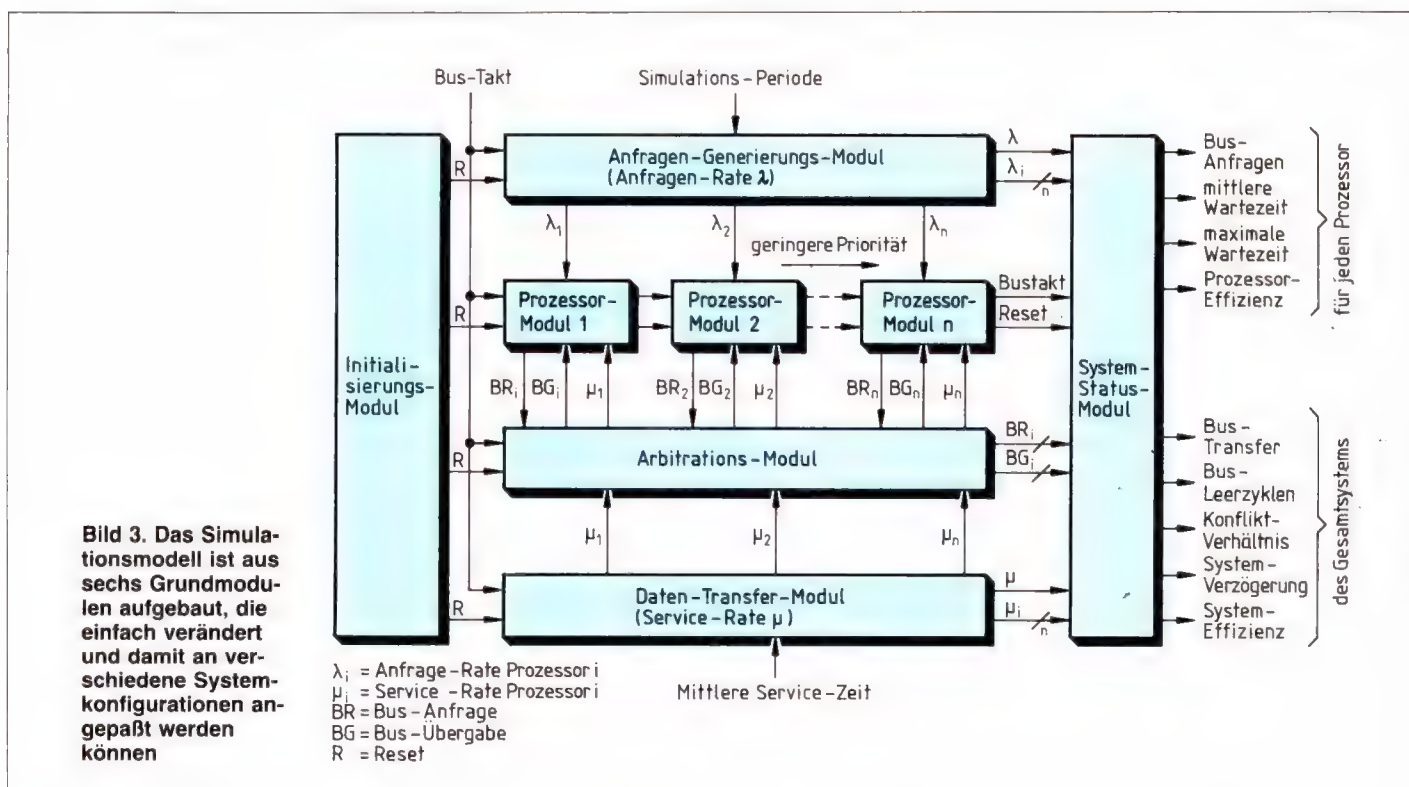 Bus-Takt
Simulations-Periode
Initiali-
sierungs-
Modul
R
Anfragen-Generierungs-Modul
(Anfragen-Rate λ)
λ
λi
n
λ1
λ2
λn
geringere Priorität
R
Prozessor-
Modul 1
Prozessor-
Modul 2
Prozessor-
Modul n
Bustakt
Reset
BRi
BGi
μ1
BR2
BG2
μ2
BRn
BGn
μn
R
Arbitrations-Modul
BRi
BGi
μ1
μ2
μn
R
Daten-Transfer-Modul
(Service-Rate μ)
μ
μi
n
Mittlere Service-Zeit
System-
Status-
Modul
Bus-
Anfragen
mittlere
Wartezeit
maximale
Wartezeit
Prozessor-
Effizienz
für jeden Prozessor
Bus-
Transfer
Bus-
Leerzyklen
Konflikt-
Verhältnis
System-
Verzögerung
System-
Effizienz
des Gesamtsystems
λi = Anfrage-Rate Prozessor i
μi = Service-Rate Prozessor i
BR = Bus-Anfrage
BG = Bus-Übergabe
R = Reset
Bild 3. Das Simula-
tionsmodell ist aus
sechs Grundmodu-
len aufgebaut, die
einfach verändert
und damit an ver-
schiedene System-
konfigurationen an-
gepaßt werden
können